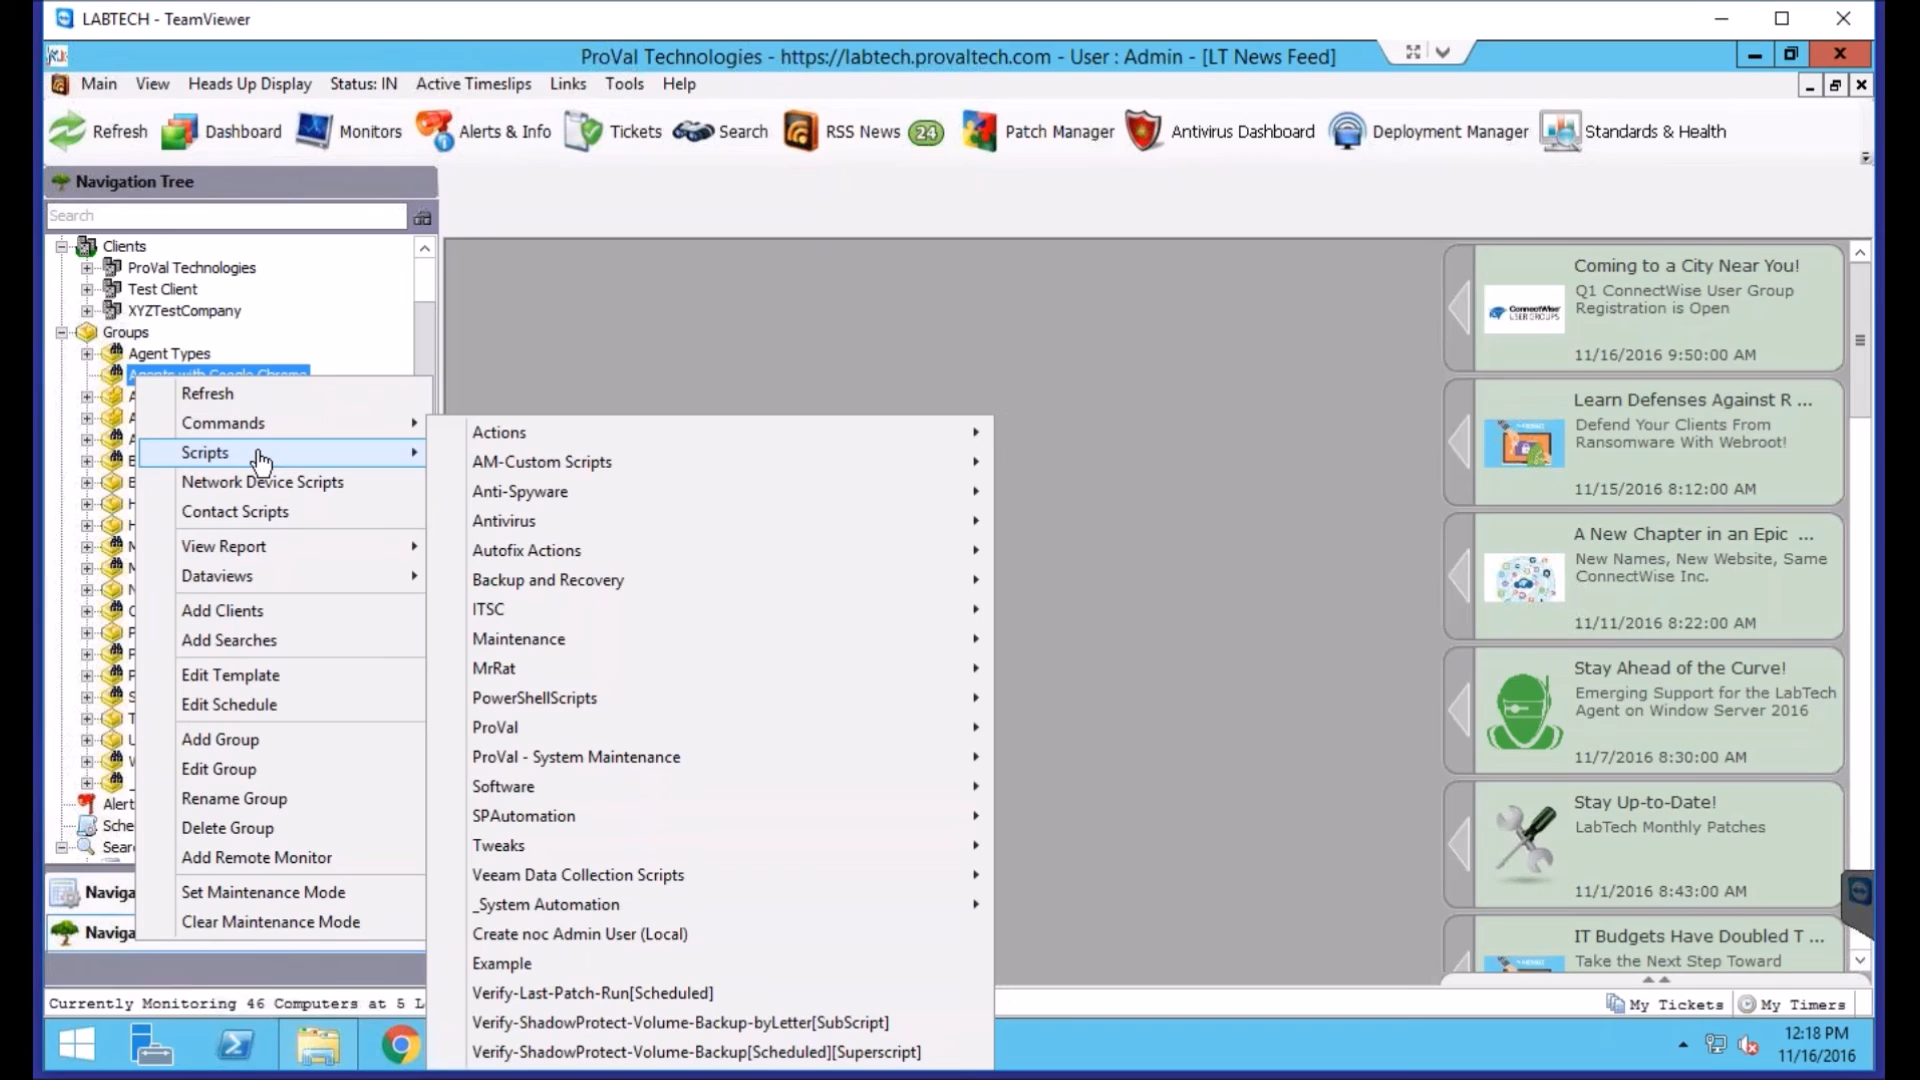 LABTECH - TeamViewer
ProVal Technologies - https://labtech.provaltech.com - User : Admin - [LT News Feed]
Main View Heads Up Display Status: IN Active Timeslips Links Tools Help
Refresh Dashboard Monitors Alerts & Info Tickets Search RSS News 24 Patch Manager Antivirus Dashboard Deployment Manager Standards & Health
Navigation Tree
Search
Clients
ProVal Technologies
Test Client
XYZTestCompany
Groups
Agent Types
Agents with Google Chrome
Refresh
Commands
Scripts
Network Device Scripts
Contact Scripts
View Report
Dataviews
Add Clients
Add Searches
Edit Template
Edit Schedule
Add Group
Edit Group
Rename Group
Delete Group
Add Remote Monitor
Set Maintenance Mode
Clear Maintenance Mode
Alert
Sche
Sear
Naviga
Naviga
Actions
AM-Custom Scripts
Anti-Spyware
Antivirus
Autofix Actions
Backup and Recovery
ITSC
Maintenance
MrRat
PowerShellScripts
ProVal
ProVal - System Maintenance
Software
SPAutomation
Tweaks
Veeam Data Collection Scripts
_System Automation
Create noc Admin User (Local)
Example
Verify-Last-Patch-Run[Scheduled]
Verify-ShadowProtect-Volume-Backup-byLetter[SubScript]
Verify-ShadowProtect-Volume-Backup[Scheduled][Superscript]
Coming to a City Near You!
ConnectWise
USER GROUPS
Q1 ConnectWise User Group
Registration is Open
11/16/2016 9:50:00 AM
Learn Defenses Against R ...
Defend Your Clients From
Ransomware With Webroot!
11/15/2016 8:12:00 AM
A New Chapter in an Epic ...
New Names, New Website, Same
ConnectWise Inc.
11/11/2016 8:22:00 AM
Stay Ahead of the Curve!
Emerging Support for the LabTech
Agent on Window Server 2016
11/7/2016 8:30:00 AM
Stay Up-to-Date!
LabTech Monthly Patches
11/1/2016 8:43:00 AM
IT Budgets Have Doubled T ...
Take the Next Step Toward
Currently Monitoring 46 Computers at 5 L
My Tickets My Timers
12:18 PM
11/16/2016